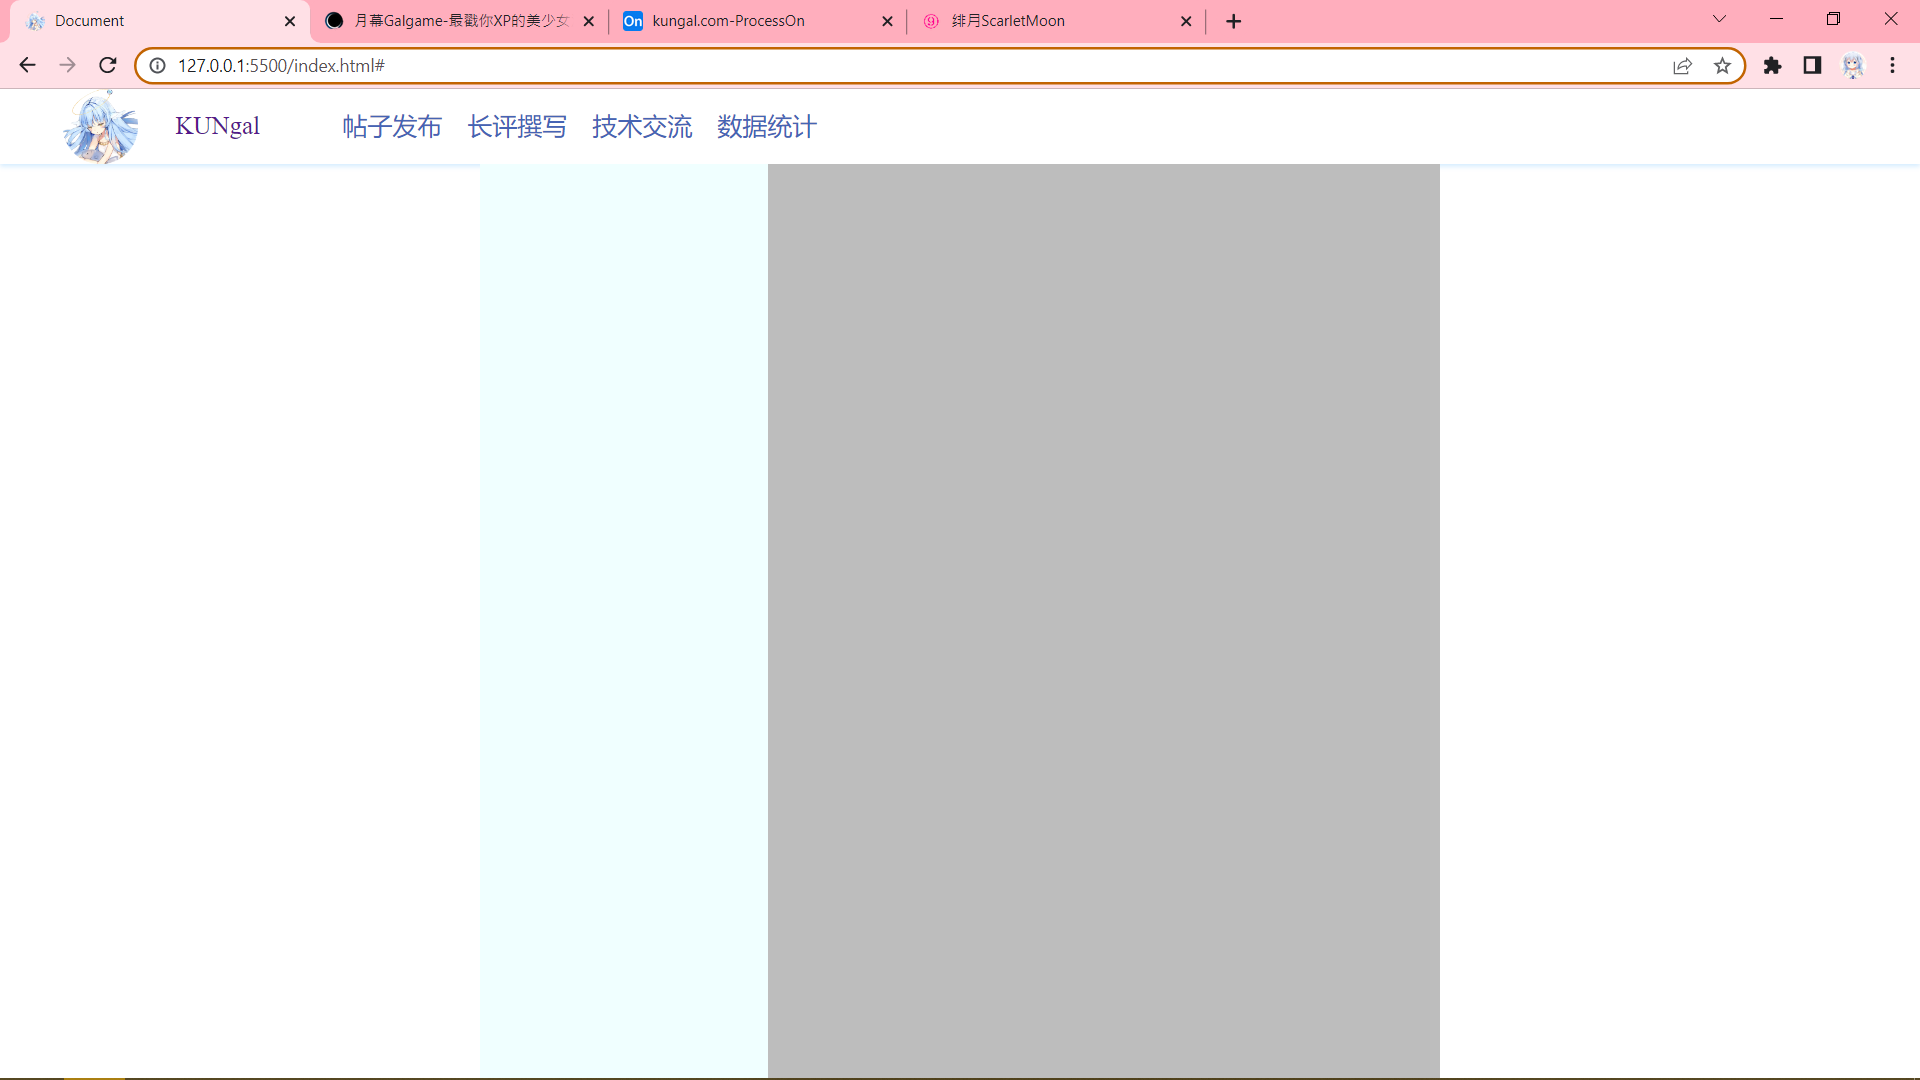 Document
月幕Galgame-最戳你XP的美少女
On
kungal.com-ProcessOn
绯月ScarletMoon
127.0.0.1:5500/index.html#
KUNgal
帖子发布
长评撰写
技术交流
数据统计